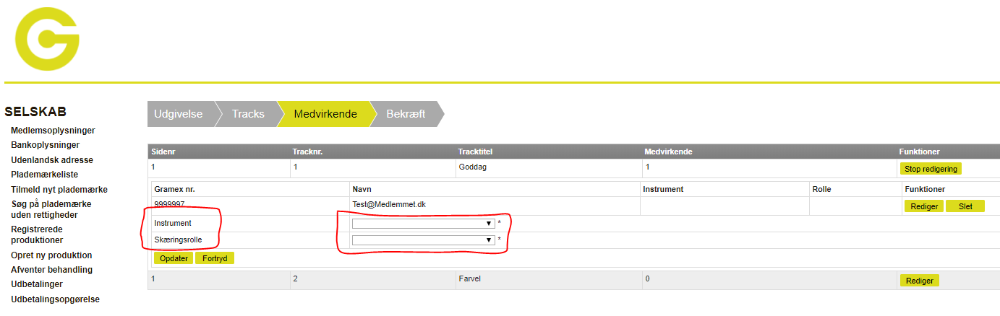 SELSKAB
Medlemsoplysninger
Bankoplysninger
Udenlandsk adresse
Plademærkeliste
Tilmeld nyt plademærke
Søg på plademærke
uden rettigheder
Registrerede
produktioner
Opret ny produktion
Afventer behandling
Udbetalinger
Udbetalingsopgørelse
Udgivelse Tracks Medvirkende Bekræft
Sidenr Tracknr. Tracktitel Medvirkende Funktioner
1 1 Goddag 1 Stop redigering
Gramex nr. Navn Instrument Rolle Funktioner
9999997 Test@Medlemmet.dk Rediger Slet
Instrument *
Skæringsrolle *
Opdater Fortryd
1 2 Farvel 0 Rediger